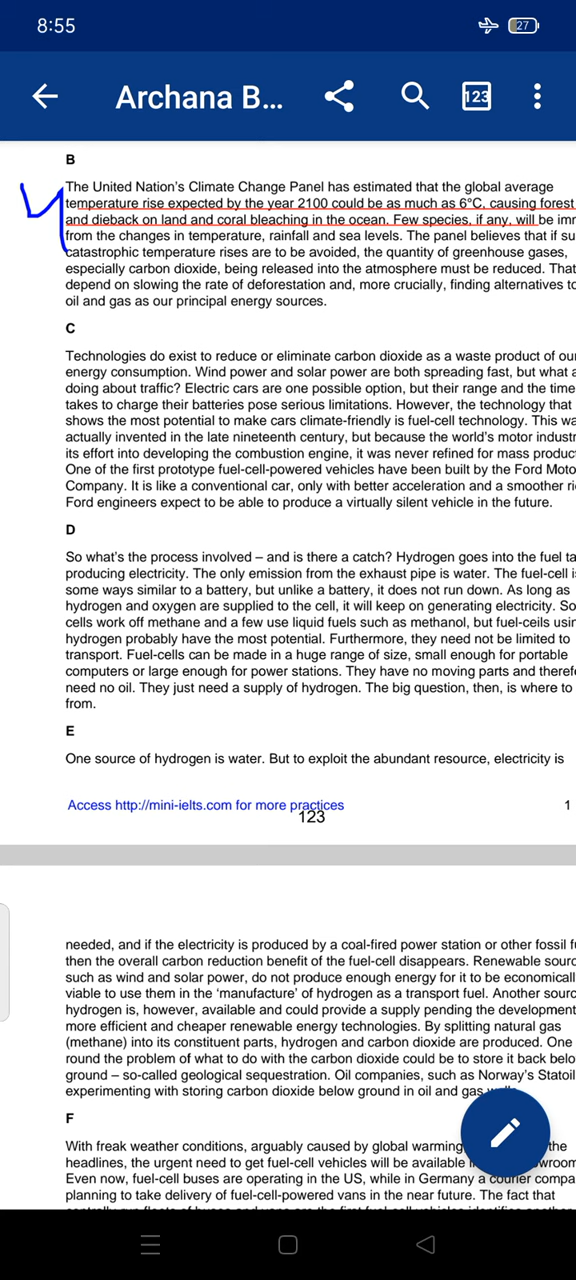 8:55
27
Archana B...
123
B
The United Nation's Climate Change Panel has estimated that the global average
temperature rise expected by the year 2100 could be as much as 6°C, causing forest
and dieback on land and coral bleaching in the ocean. Few species, if any, will be
from the changes in temperature, rainfall and sea levels. The panel believes that if
catastrophic temperature rises are to be avoided, the quantity of greenhouse gases,
especially carbon dioxide, being released into the atmosphere must be reduced. That
depend on slowing the rate of deforestation and, more crucially, finding alternatives
oil and gas as our principal energy sources.
C
Technologies do exist to reduce or eliminate carbon dioxide as a waste product of
energy consumption. Wind power and solar power are both spreading fast, but what
doing about traffic? Electric cars are one possible option, but their range and the time
takes to charge their batteries pose serious limitations. However, the technology that
shows the most potential to make cars climate-friendly is fuel-cell technology. This
actually invented in the late nineteenth century, but because the world's motor
its effort into developing the combustion engine, it was never refined for mass
One of the first prototype fuel-cell-powered vehicles have been built by the Ford
Company. It is like a conventional car, only with better acceleration and a smoother
Ford engineers expect to be able to produce a virtually silent vehicle in the future.
D
So what's the process involved – and is there a catch? Hydrogen goes into the fuel
producing electricity. The only emission from the exhaust pipe is water. The fuel-cell
some ways similar to a battery, but unlike a battery, it does not run down. As long as
hydrogen and oxygen are supplied to the cell, it will keep on generating electricity.
cells work off methane and a few use liquid fuels such as methanol, but fuel-ceils
hydrogen probably have the most potential. Furthermore, they need not be limited to
transport. Fuel-cells can be made in a huge range of size, small enough for portable
computers or large enough for power stations. They have no moving parts and
need no oil. They just need a supply of hydrogen. The big question, then, is where to
from.
E
One source of hydrogen is water. But to exploit the abundant resource, electricity is
Access http://mini-ielts.com for more practices
1
123
needed, and if the electricity is produced by a coal-fired power station or other fossil
then the overall carbon reduction benefit of the fuel-cell disappears. Renewable
such as wind and solar power, do not produce enough energy for it to be
viable to use them in the 'manufacture' of hydrogen as a transport fuel. Another
hydrogen is, however, available and could provide a supply pending the development
more efficient and cheaper renewable energy technologies. By splitting natural gas
(methane) into its constituent parts, hydrogen and carbon dioxide are produced. One
round the problem of what to do with the carbon dioxide could be to store it back
ground – so-called geological sequestration. Oil companies, such as Norway's Statoil
experimenting with storing carbon dioxide below ground in oil and gas
F
With freak weather conditions, arguably caused by global warming the
headlines, the urgent need to get fuel-cell vehicles will be available
Even now, fuel-cell buses are operating in the US, while in Germany a courier
planning to take delivery of fuel-cell-powered vans in the near future. The fact that